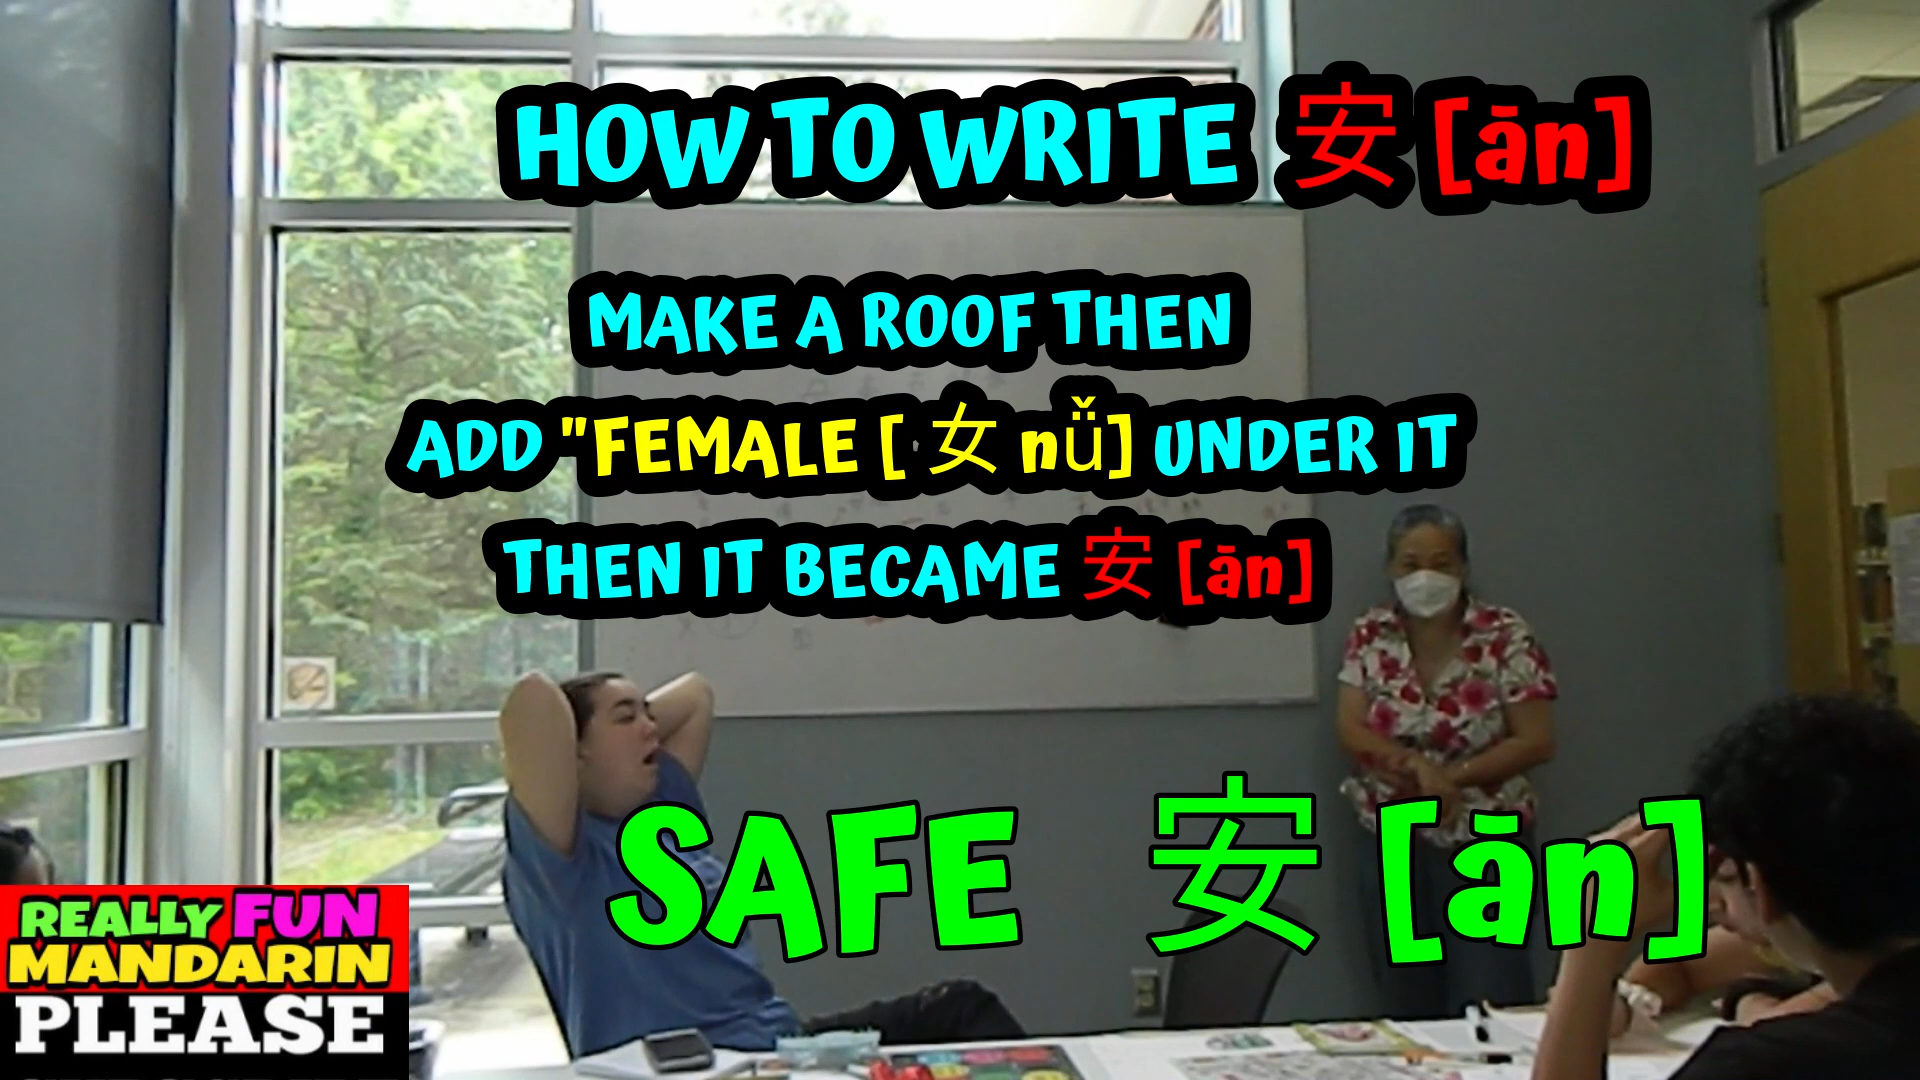 HOW TO WRITE 安 [ān]
MAKE A ROOF THEN
ADD "FEMALE [ 女 nǚ] UNDER IT
THEN IT BECAME 安 [ān]
SAFE 安 [ān]
REALLY FUN
MANDARIN
PLEASE